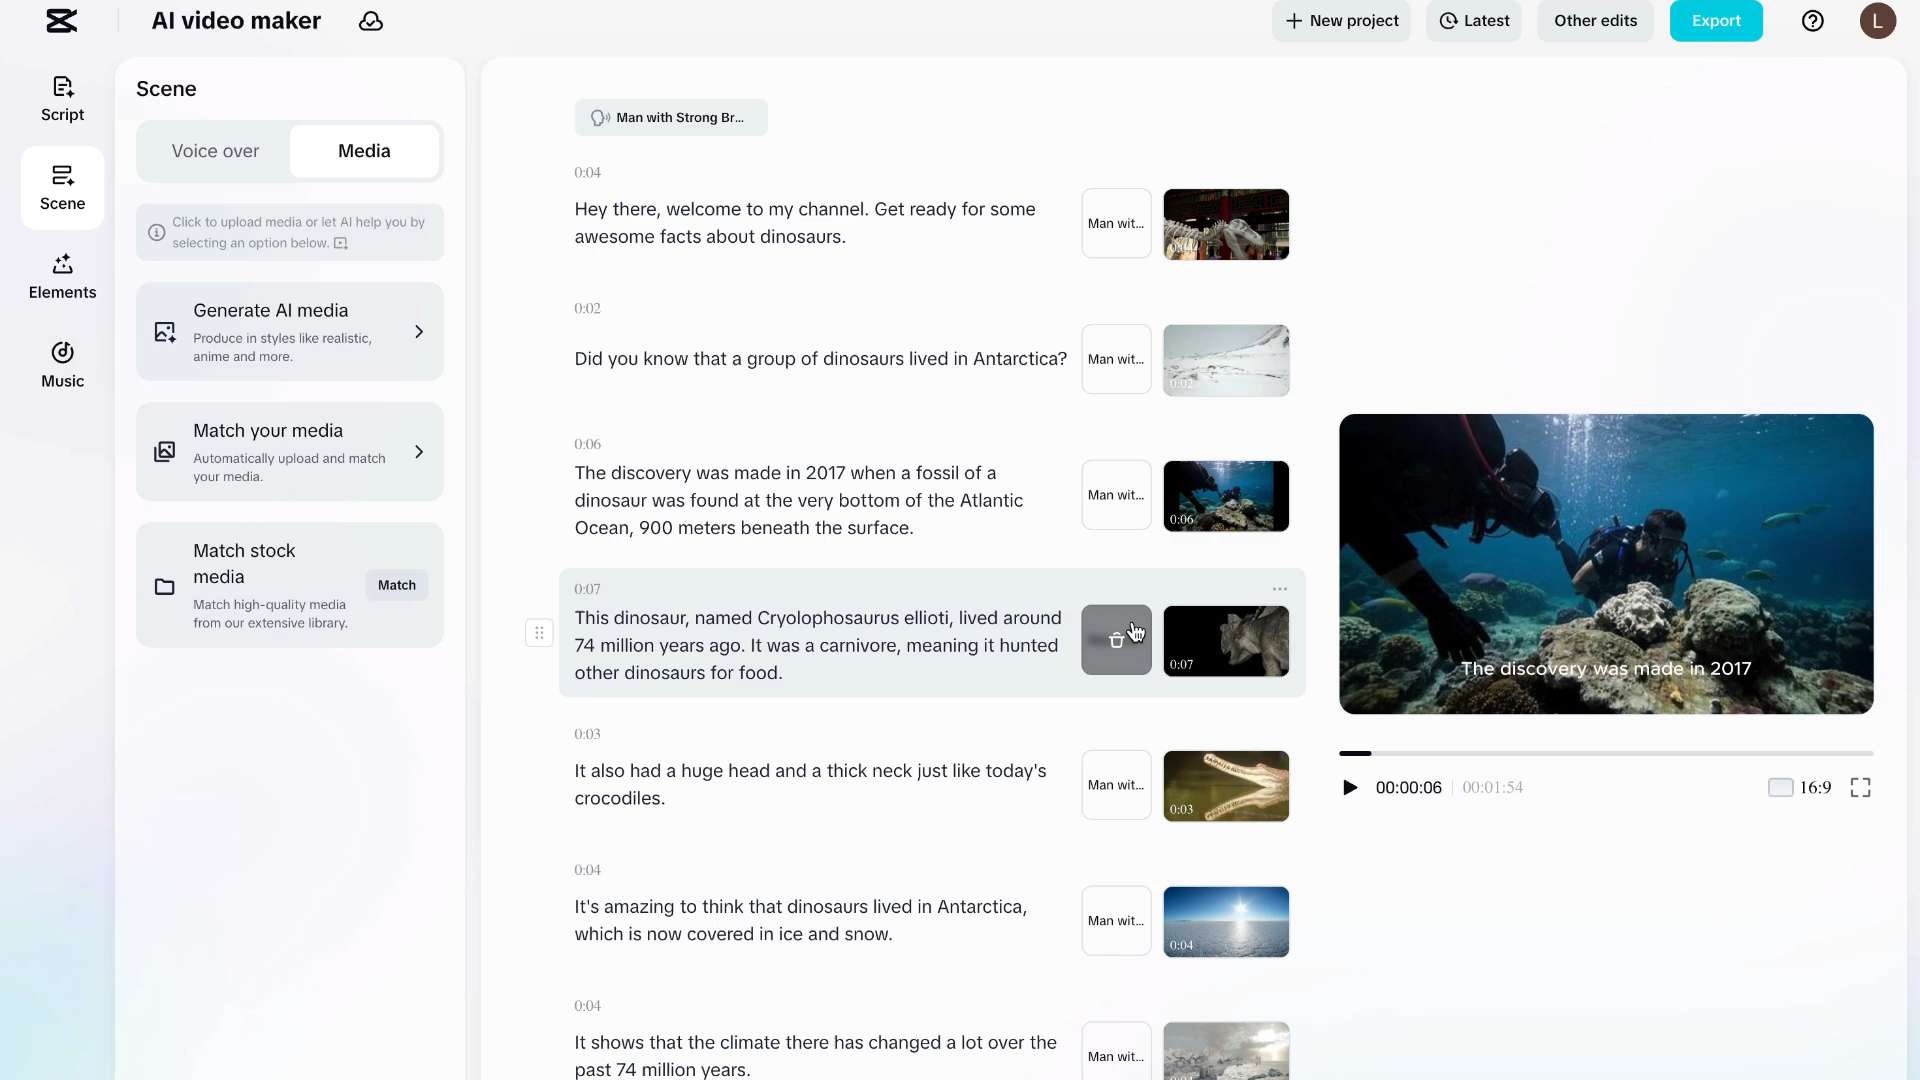 AI video maker
New project
Latest
Other edits
Export
L
Script
Scene
Elements
Music
Scene
Voice over
Media
Click to upload media or let AI help you by
selecting an option below.
Generate AI media
Produce in styles like realistic,
anime and more.
Match your media
Automatically upload and match
your media.
Match stock
media
Match
Match high-quality media
from our extensive library.
Man with Strong Br...
0:04
Hey there, welcome to my channel. Get ready for some
awesome facts about dinosaurs.
Man wit...
0:02
Did you know that a group of dinosaurs lived in Antarctica?
Man wit...
0:02
0:06
The discovery was made in 2017 when a fossil of a
dinosaur was found at the very bottom of the Atlantic
Ocean, 900 meters beneath the surface.
Man wit...
0:06
0:07
This dinosaur, named Cryolophosaurus ellioti, lived around
74 million years ago. It was a carnivore, meaning it hunted
other dinosaurs for food.
0:07
0:03
It also had a huge head and a thick neck just like today's
crocodiles.
Man wit...
0:03
0:04
It's amazing to think that dinosaurs lived in Antarctica,
which is now covered in ice and snow.
Man wit...
0:04
0:04
It shows that the climate there has changed a lot over the
past 74 million years.
Man wit...
The discovery was made in 2017
00:00:06
00:01:54
16:9